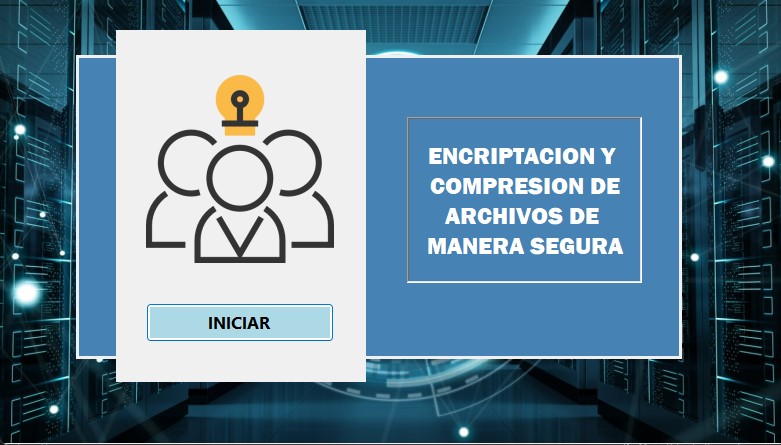 ENCRIPTACION Y
COMPRESION DE
ARCHIVOS DE
MANERA SEGURA
INICIAR